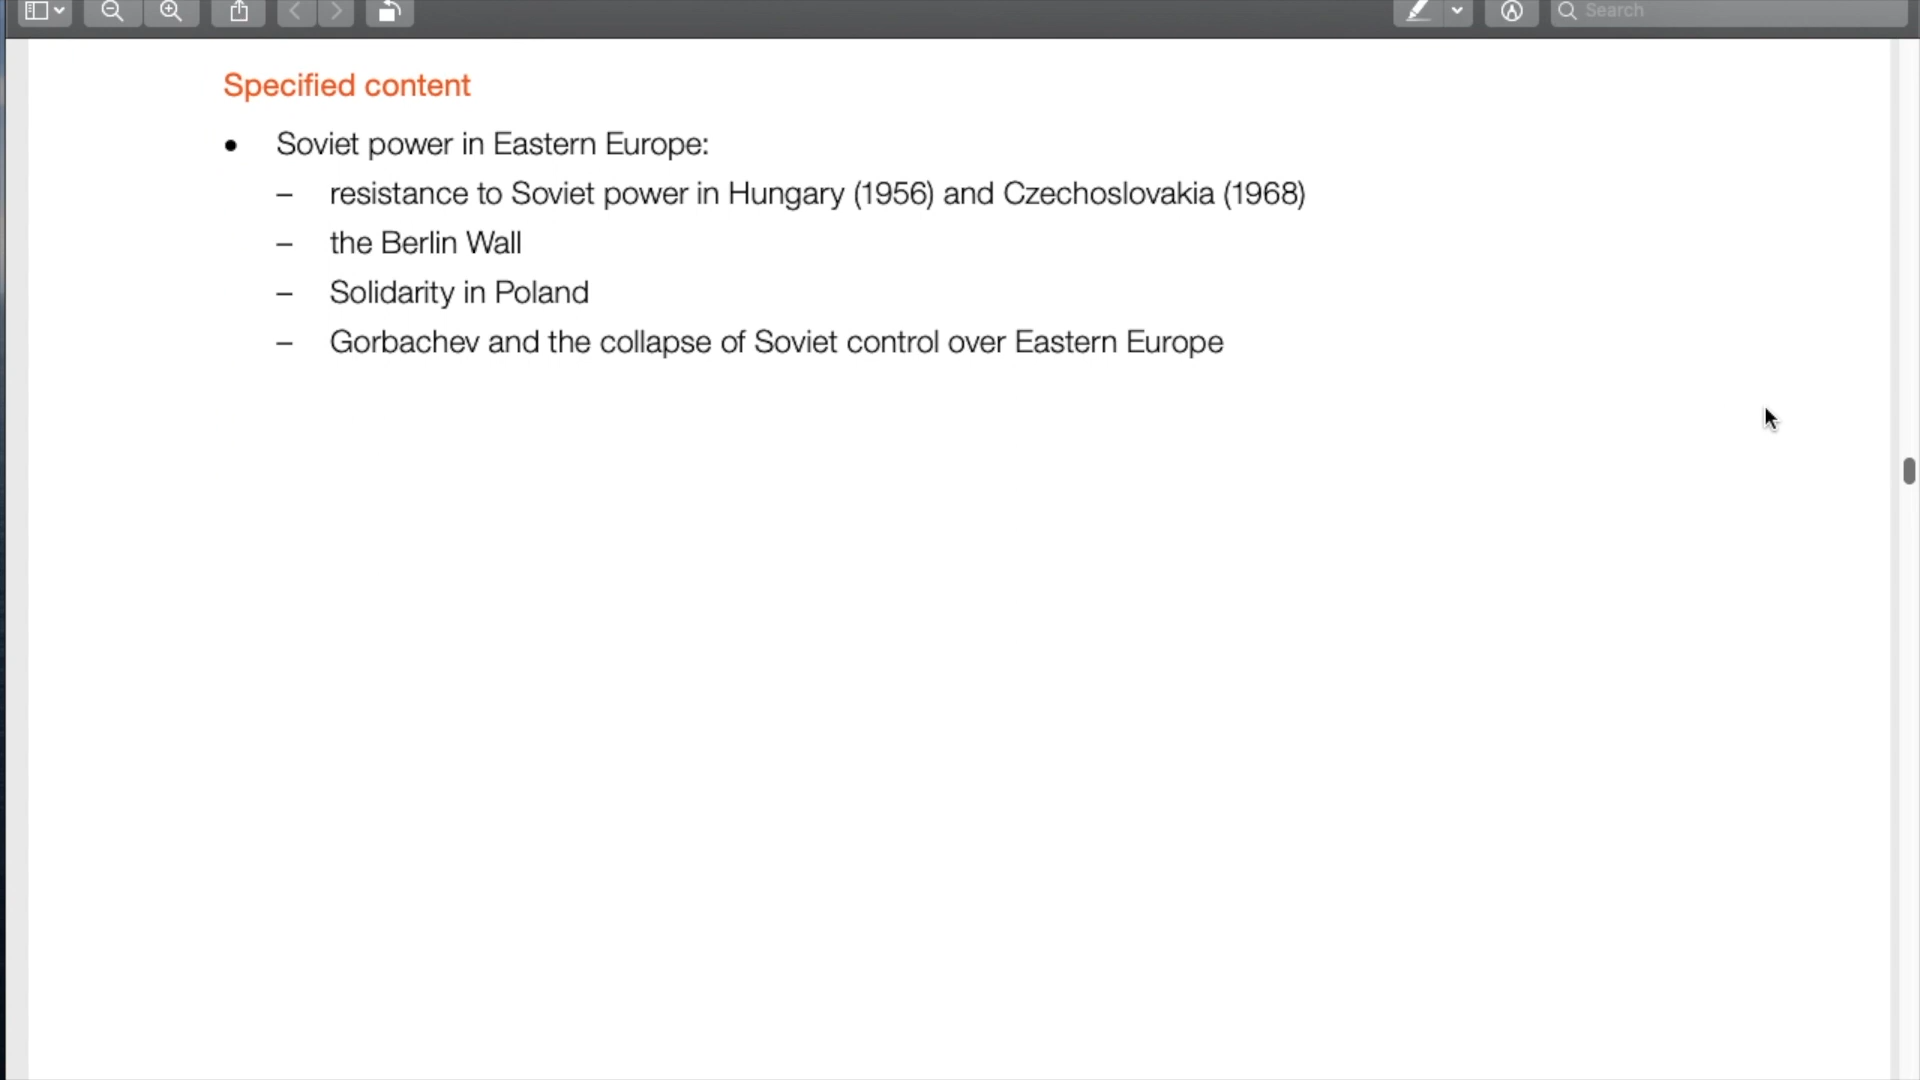 Search
Specified content
• Soviet power in Eastern Europe:
– resistance to Soviet power in Hungary (1956) and Czechoslovakia (1968)
– the Berlin Wall
– Solidarity in Poland
– Gorbachev and the collapse of Soviet control over Eastern Europe